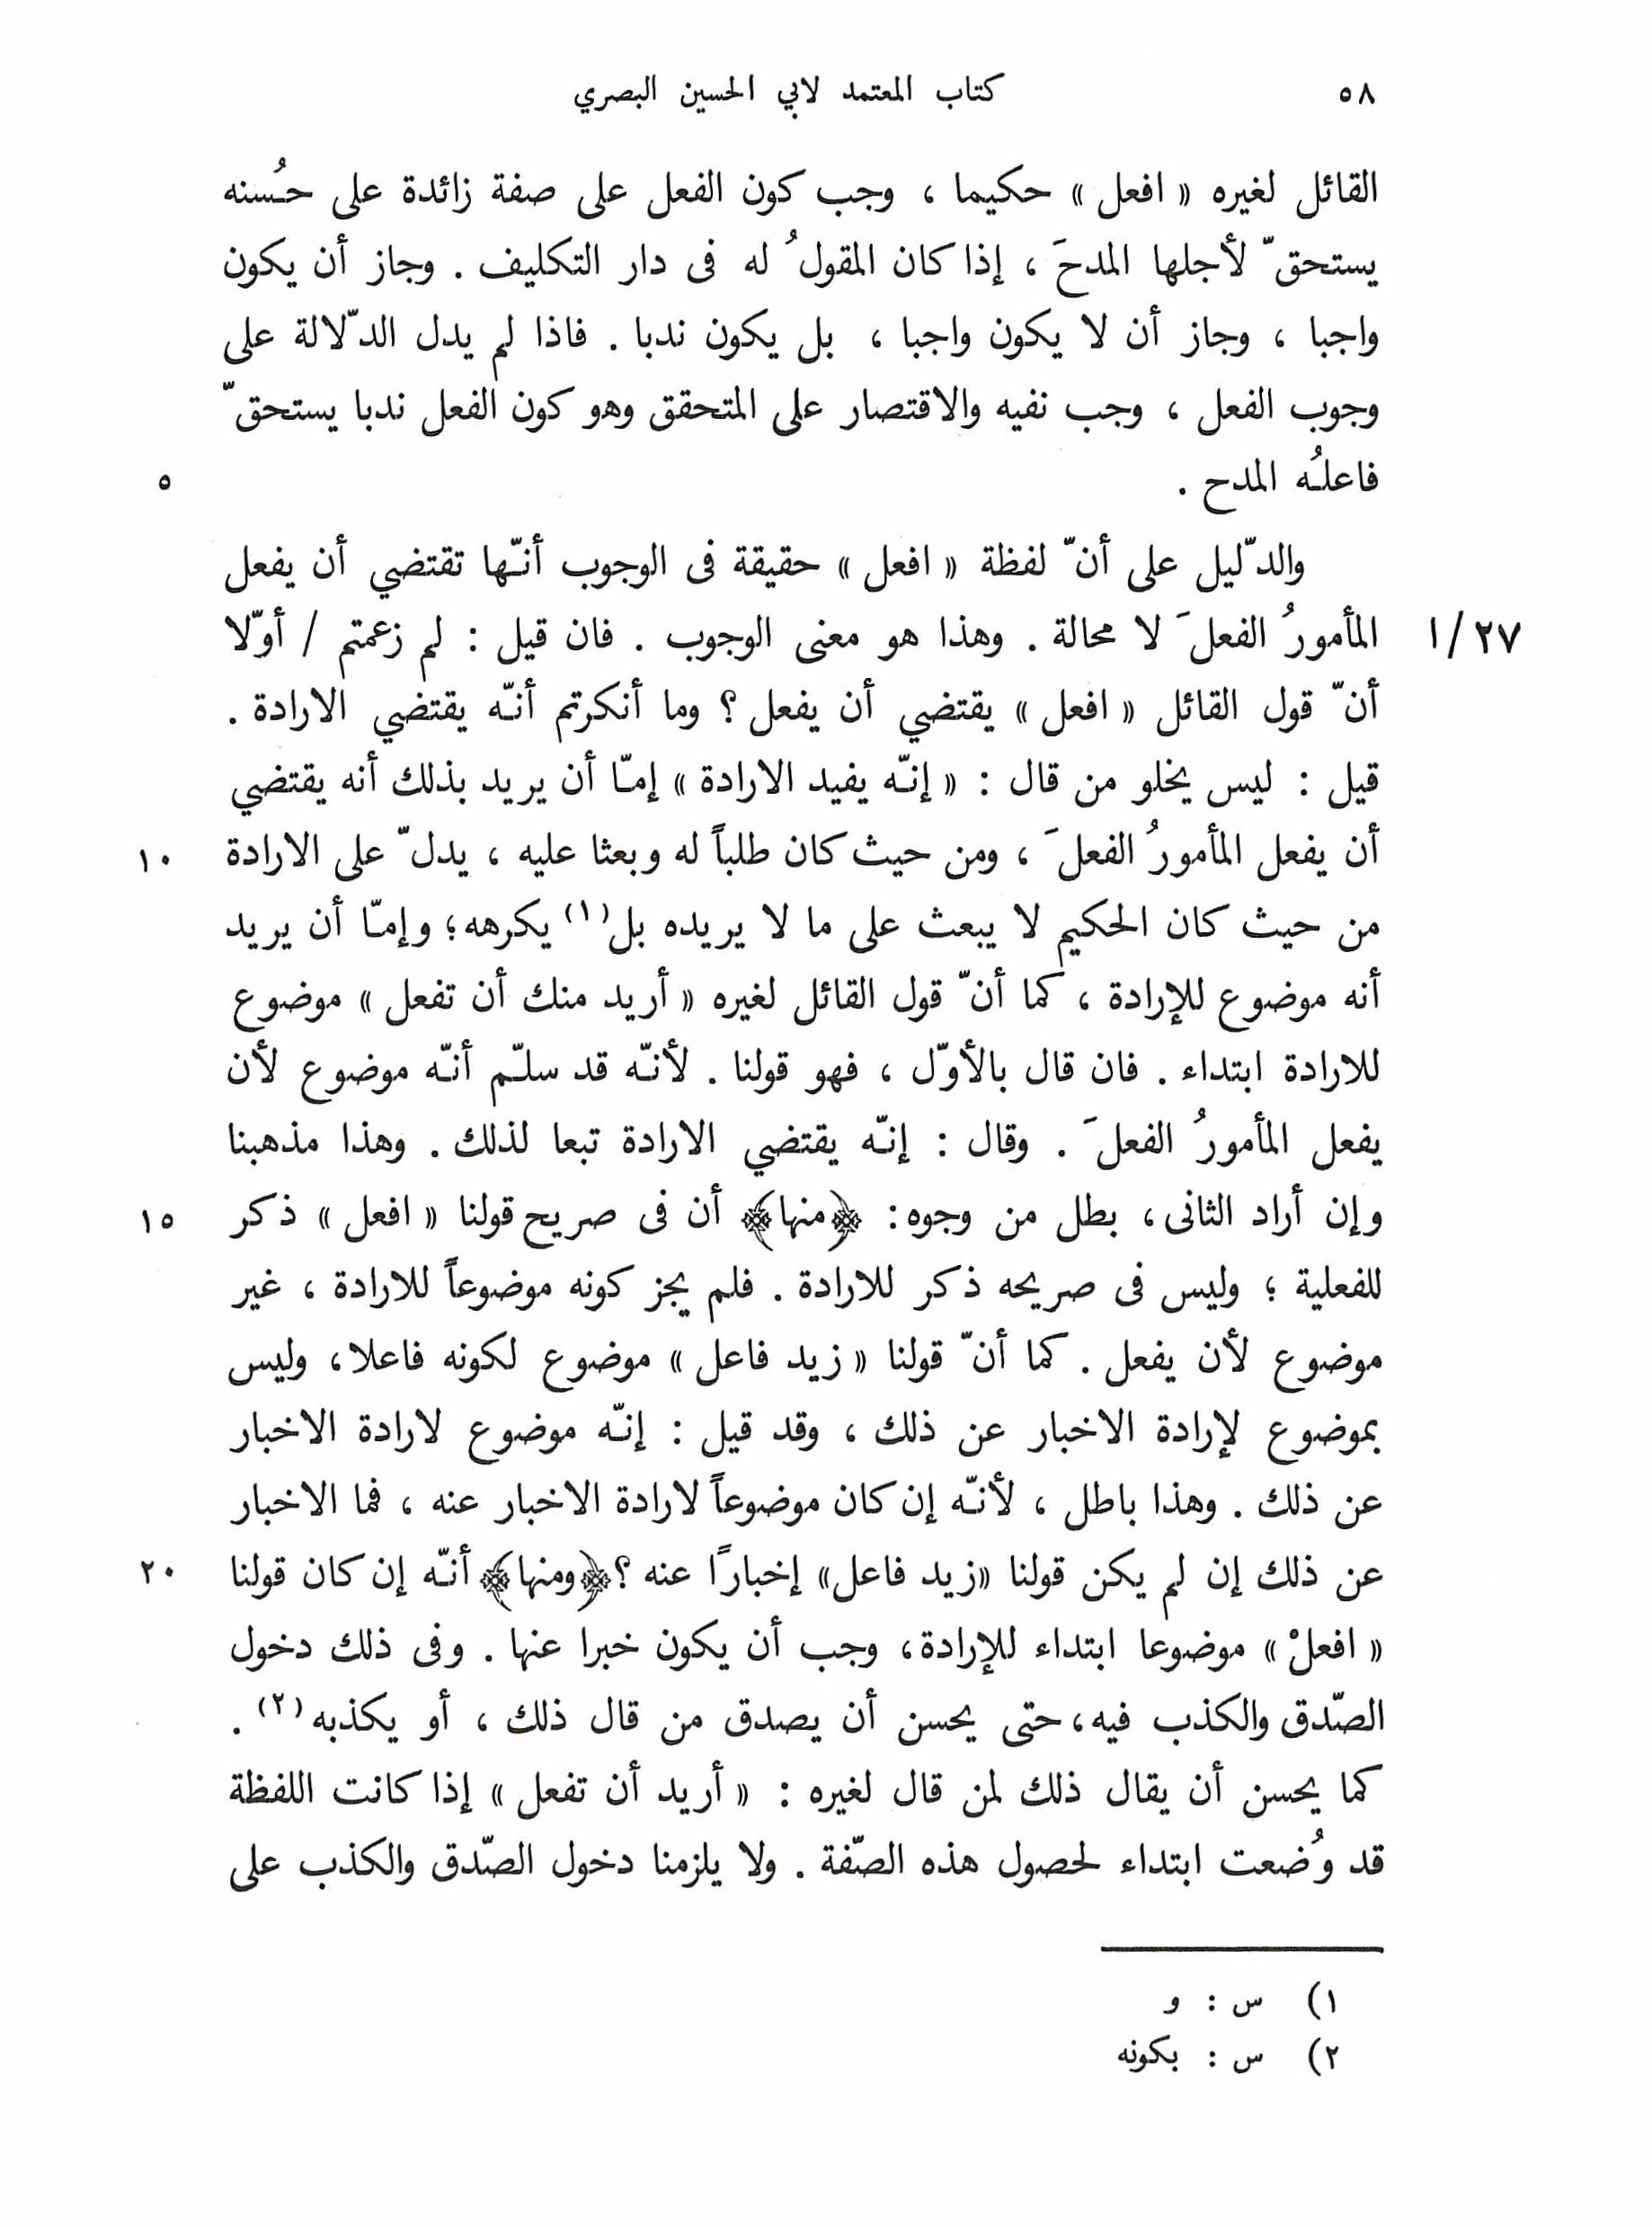 ٥٨ كتاب المعتمد لابي الحسين البصري
القائل لغيره « افعل » حكيما ، وجب كون الفعل على صفة زائدة على حُسنه
يستحقّ لأجلها المدحَ ، إذا كان المقولُ له فى دار التكليف . وجاز أن يكون
واجبا ، وجاز أن لا يكون واجبا ، بل يكون ندبا . فاذا لم يدل الدّلالة على
وجوب الفعل ، وجب نفيه والاقتصار على المتحقق وهو كون الفعل ندبا يستحقّ
فاعلُه المدح . ٥
والدّليل على أنّ لفظة « افعل » حقيقة فى الوجوب أنّها تقتضي أن يفعل
١/٢٧ المأمورُ الفعلَ لا محالة . وهذا هو معنى الوجوب . فان قيل : لم زعمتم / أوّلا
أنّ قول القائل « افعل » يقتضي أن يفعل ؟ وما أنكرتم أنّه يقتضي الارادة .
قيل : ليس يخلو من قال : « إنّه يفيد الارادة » إمّا أن يريد بذلك أنه يقتضي
أن يفعل المأمورُ الفعلَ ، ومن حيث كان طلباً له وبعثا عليه ، يدلّ على الارادة ١٠
من حيث كان الحكيم لا يبعث على ما لا يريده بل(١) يكرهه؛ وإمّا أن يريد
أنه موضوع للإرادة ، كما أنّ قول القائل لغيره « أريد منك أن تفعل » موضوع
للارادة ابتداء . فان قال بالأوّل ، فهو قولنا . لأنّه قد سلّم أنّه موضوع لأن
يفعل المأمورُ الفعلَ . وقال : إنّه يقتضي الارادة تبعا لذلك . وهذا مذهبنا
وإن أراد الثانى ، بطل من وجوه : ﴿منها﴾ أن فى صريح قولنا « افعل » ذكر ١٥
للفعلية ؛ وليس فى صريحه ذكر للارادة . فلم يجز كونه موضوعاً للارادة ، غير
موضوع لأن يفعل . كما أنّ قولنا « زيد فاعل » موضوع لكونه فاعلا ، وليس
بموضوع لإرادة الاخبار عن ذلك ، وقد قيل : إنّه موضوع لارادة الاخبار
عن ذلك . وهذا باطل ، لأنّه إن كان موضوعاً لارادة الاخبار عنه ، فما الاخبار
عن ذلك إن لم يكن قولنا «زيد فاعل» إخبارًا عنه ؟ ﴿ومنها﴾ أنّه إن كان قولنا ٢٠
« افعلْ » موضوعا ابتداء للإرادة ، وجب أن يكون خبرا عنها . وفى ذلك دخول
الصّدق والكذب فيه ، حتى يحسن أن يصدق من قال ذلك ، أو يكذبه (٢) .
كما يحسن أن يقال ذلك لمن قال لغيره : « أريد أن تفعل » إذا كانت اللفظة
قد وُضعت ابتداء لحصول هذه الصّفة . ولا يلزمنا دخول الصّدق والكذب على
١) س : و
٢) س : بكونه